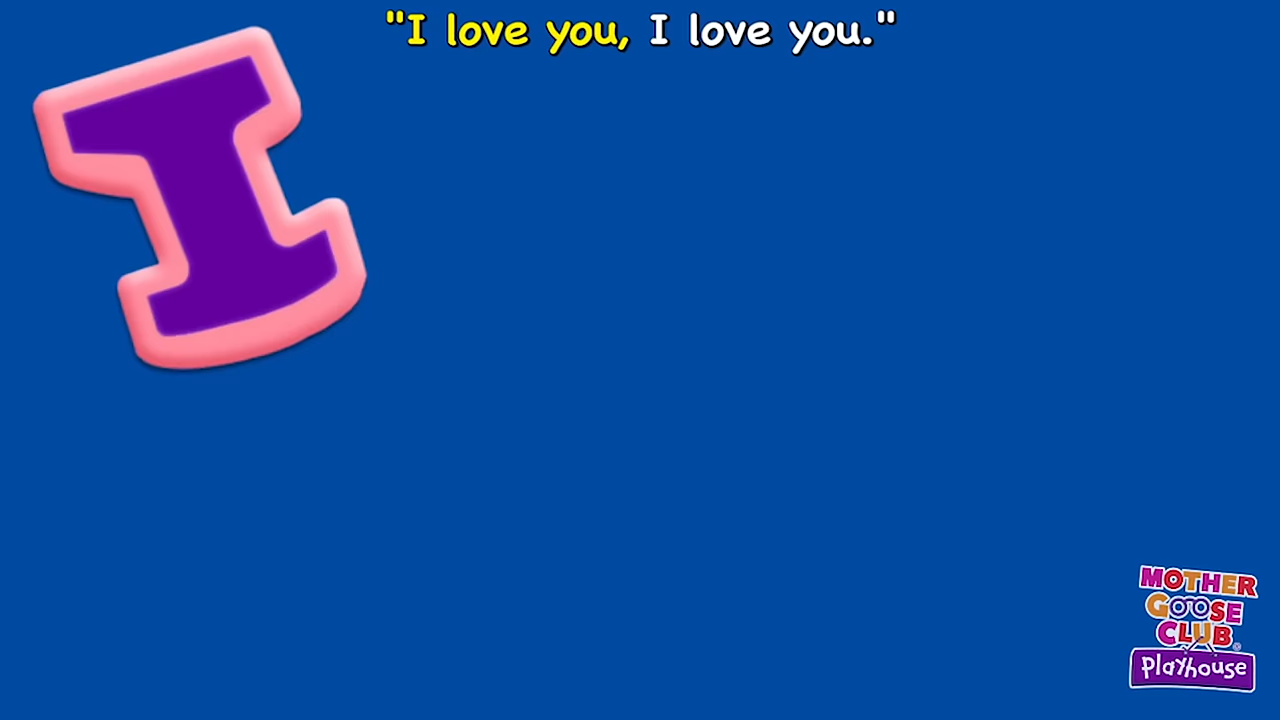 "I love you, I love you."
I
MOTHER
GOOSE
CLUB
Playhouse